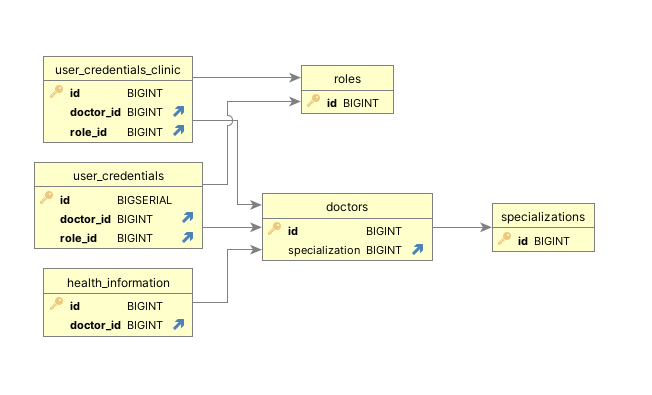 user_credentials_clinic
id BIGINT
doctor_id BIGINT
role_id BIGINT
roles
id BIGINT
user_credentials
id BIGSERIAL
doctor_id BIGINT
role_id BIGINT
doctors
id BIGINT
specialization BIGINT
specializations
id BIGINT
health_information
id BIGINT
doctor_id BIGINT